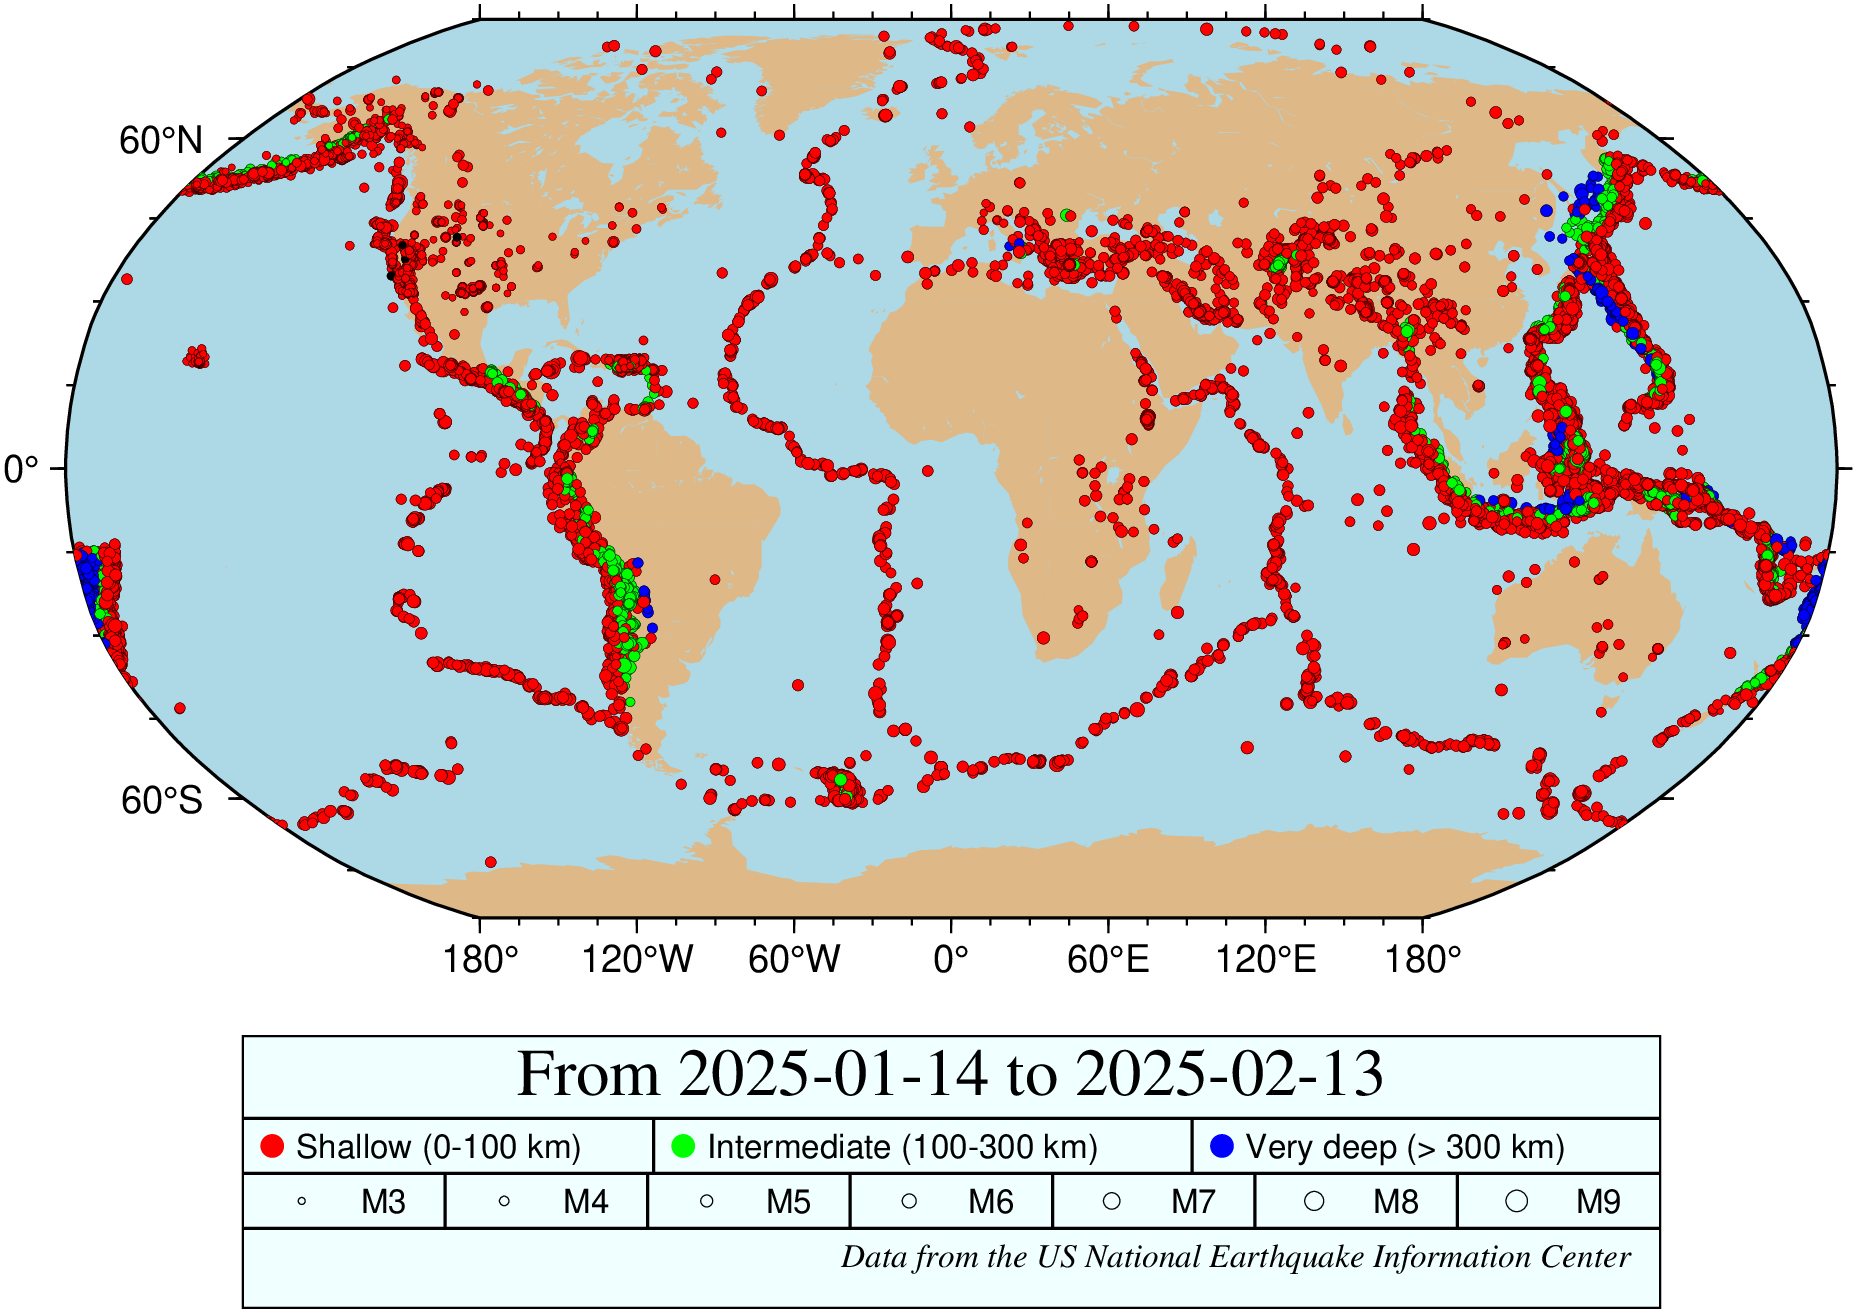 60°N
0°
60°S
180° 120°W 60°W 0° 60°E 120°E 180°
From 2025-01-14 to 2025-02-13
Shallow (0-100 km) Intermediate (100-300 km) Very deep (> 300 km)
M3 M4 M5 M6 M7 M8 M9
Data from the US National Earthquake Information Center